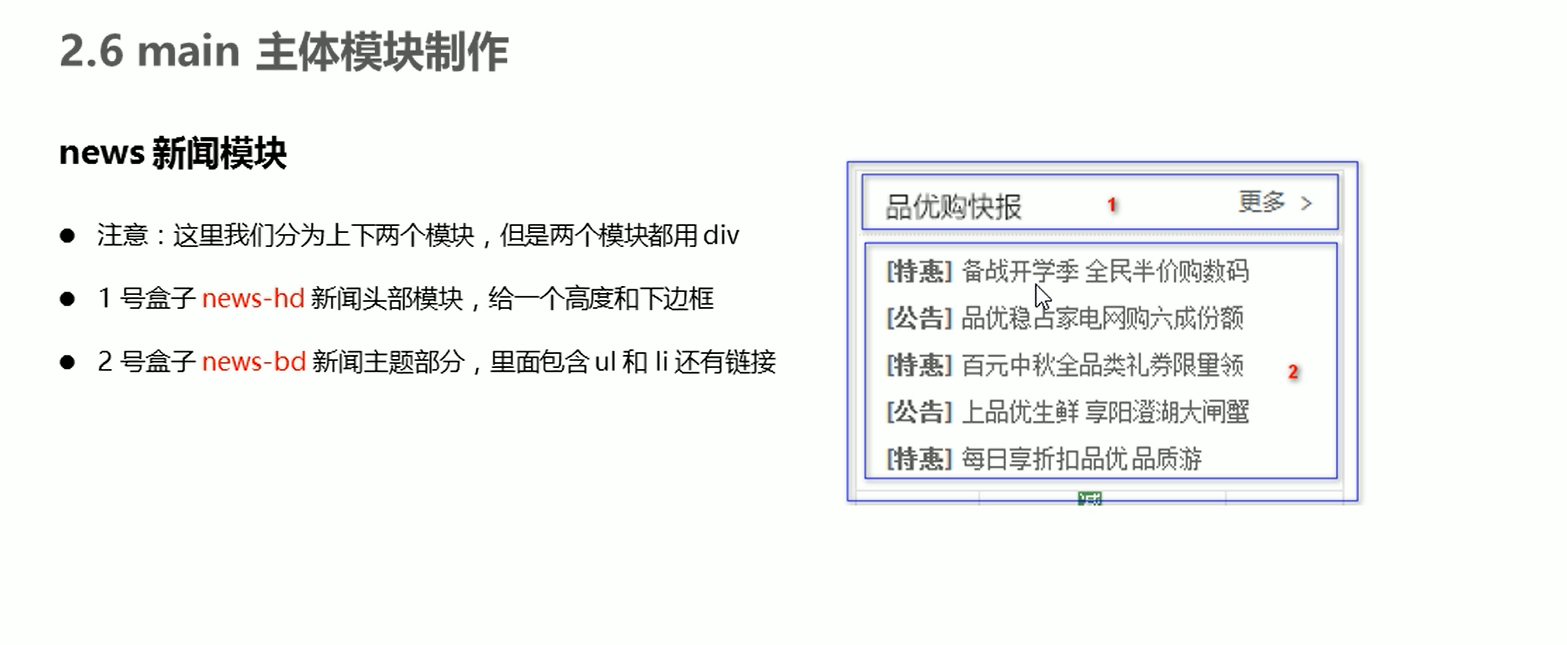 2.6 main 主体模块制作
news 新闻模块
● 注意：这里我们分为上下两个模块，但是两个模块都用 div
● 1 号盒子 news-hd 新闻头部模块，给一个高度和下边框
● 2 号盒子 news-bd 新闻主题部分，里面包含 ul 和 li 还有链接
品优购快报 1 更多 >
[特惠] 备战开学季 全民半价购数码
[公告] 品优稳占家电网购六成份额
[特惠] 百元中秋全品类礼券限量领
2
[公告] 上品优生鲜 享阳澄湖大闸蟹
[特惠] 每日享折扣品优品质游